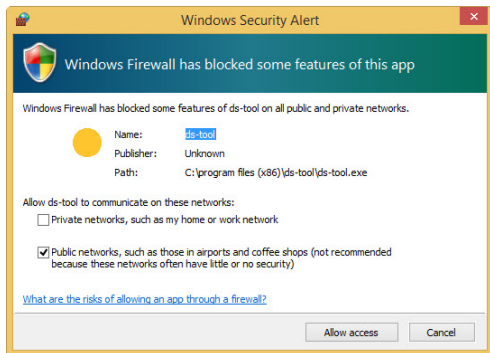 Windows Security Alert
Windows Firewall has blocked some features of this app
Windows Firewall has blocked some features of ds-tool on all public and private networks.
Name: ds-tool
Publisher: Unknown
Path: C:\program files (x86)\ds-tool\ds-tool.exe
Allow ds-tool to communicate on these networks:
Private networks, such as my home or work network
Public networks, such as those in airports and coffee shops (not recommended
because these networks often have little or no security)
What are the risks of allowing an app through a firewall?
Allow access Cancel